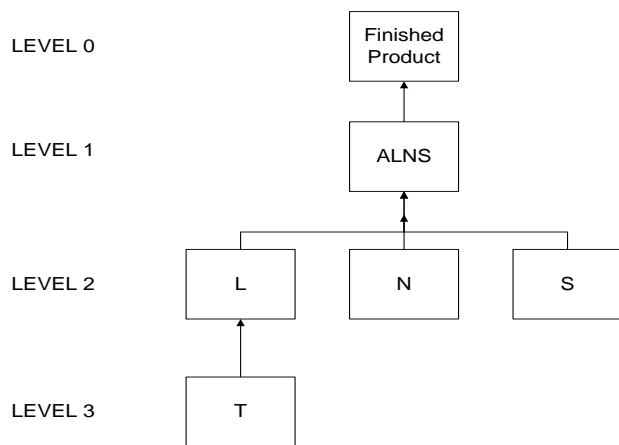 LEVEL 0
Finished
Product
LEVEL 1
ALNS
LEVEL 2
L
N
S
LEVEL 3
T